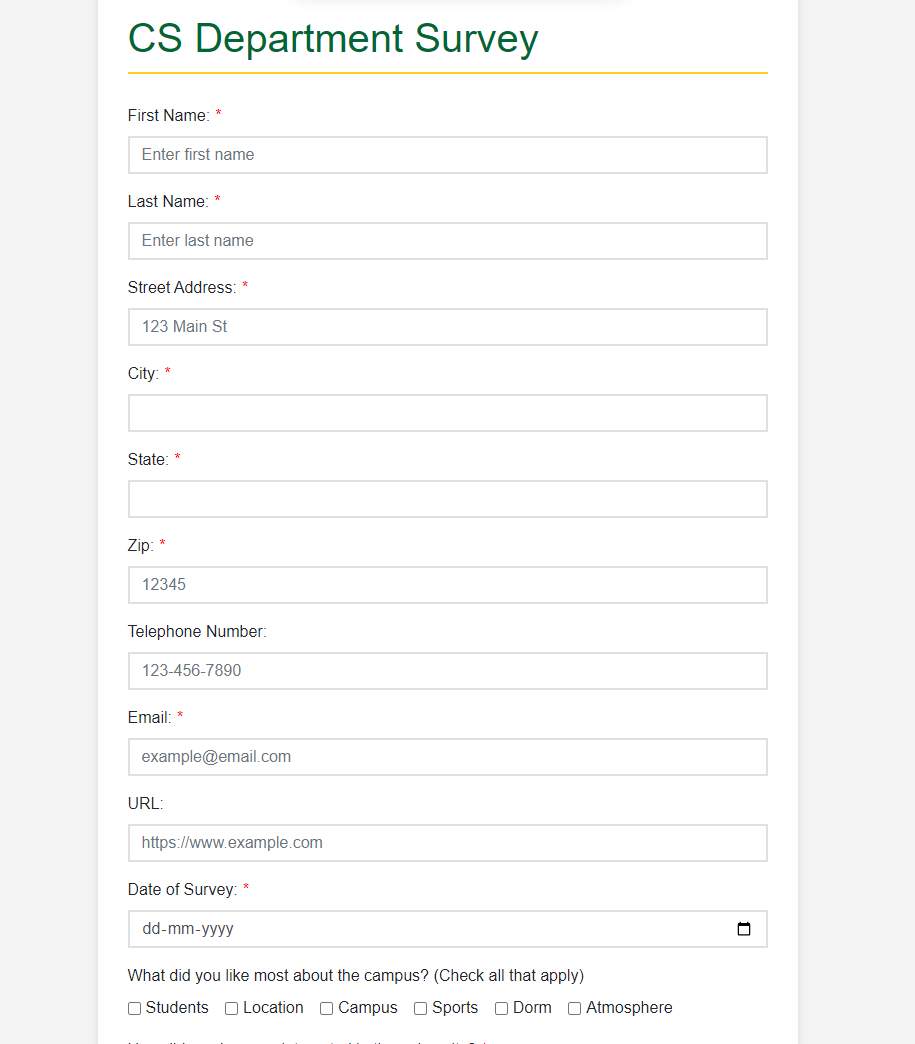 CS Department Survey
First Name: *
Enter first name
Last Name: *
Enter last name
Street Address: *
123 Main St
City: *
State: *
Zip: *
12345
Telephone Number:
123-456-7890
Email: *
example@email.com
URL:
https://www.example.com
Date of Survey: *
dd-mm-yyyy
What did you like most about the campus? (Check all that apply)
Students Location Campus Sports Dorm Atmosphere